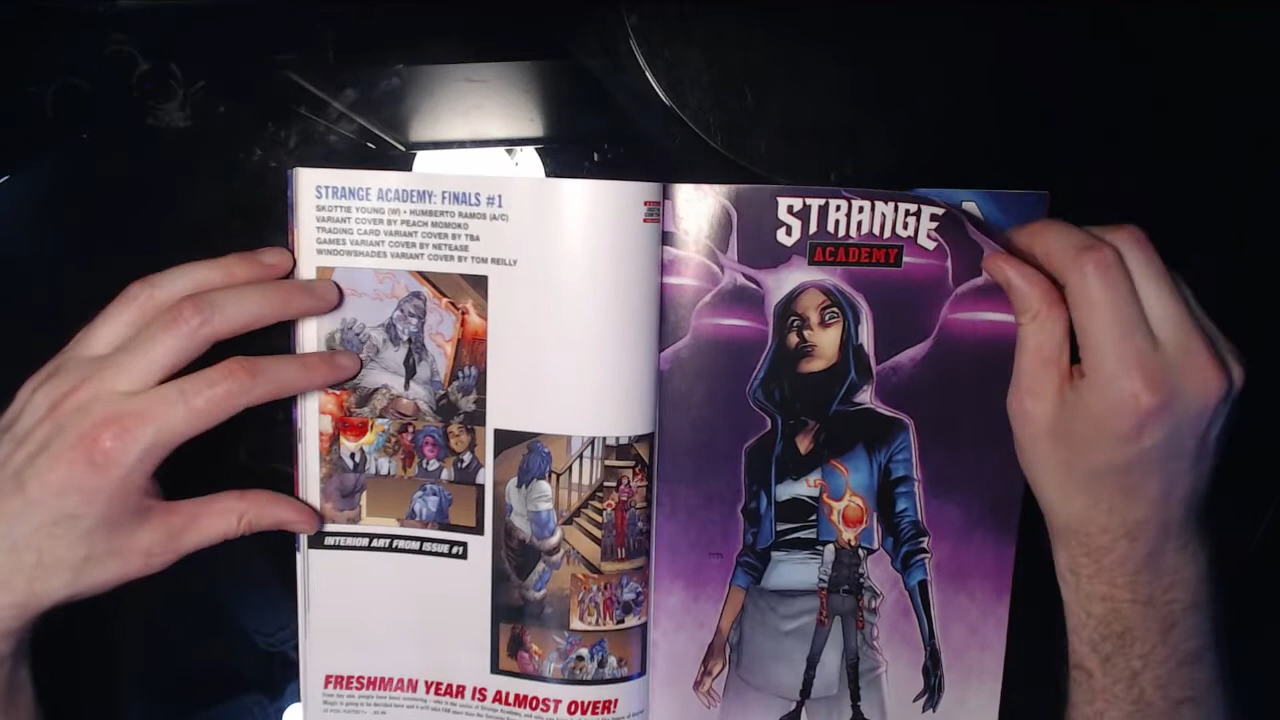 STRANGE ACADEMY: FINALS #1
SKOTTIE YOUNG (W) • HUMBERTO RAMOS (A/C)
VARIANT COVER BY PEACH MOMOKO
TRADING CARD VARIANT COVER BY TBA
GAMES VARIANT COVER BY NETEASE
WINDOWSHADES VARIANT COVER BY TOM REILLY
INTERIOR ART FROM ISSUE #1
FRESHMAN YEAR IS ALMOST OVER!
STRANGE
ACADEMY